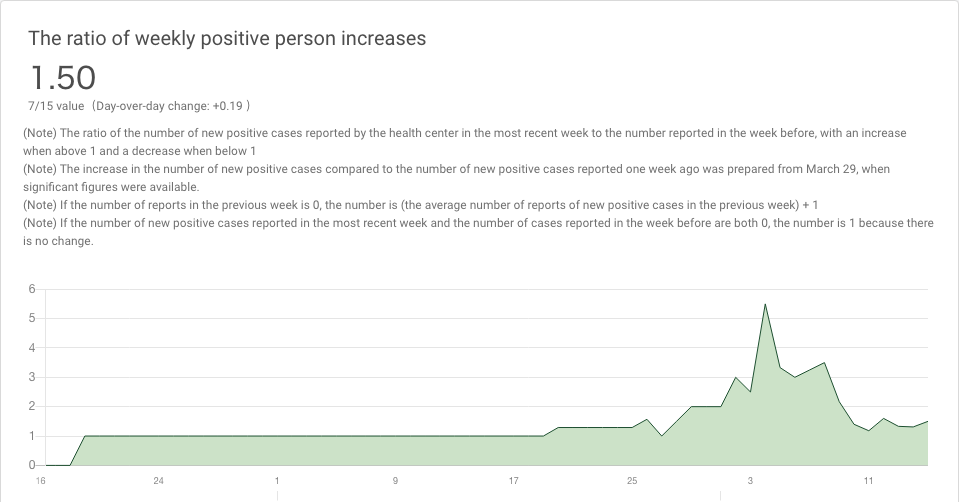 The ratio of weekly positive person increases
1.50
7/15 value（Day-over-day change: +0.19 ）
(Note) The ratio of the number of new positive cases reported by the health center in the most recent week to the number reported in the week before, with an increase
when above 1 and a decrease when below 1
(Note) The increase in the number of new positive cases compared to the number of new positive cases reported one week ago was prepared from March 29, when
significant figures were available.
(Note) If the number of reports in the previous week is 0, the number is (the average number of reports of new positive cases in the previous week) + 1
(Note) If the number of new positive cases reported in the most recent week and the number of cases reported in the week before are both 0, the number is 1 because there
is no change.
6
5
4
3
2
1
0
16 24 1 9 17 25 3 11